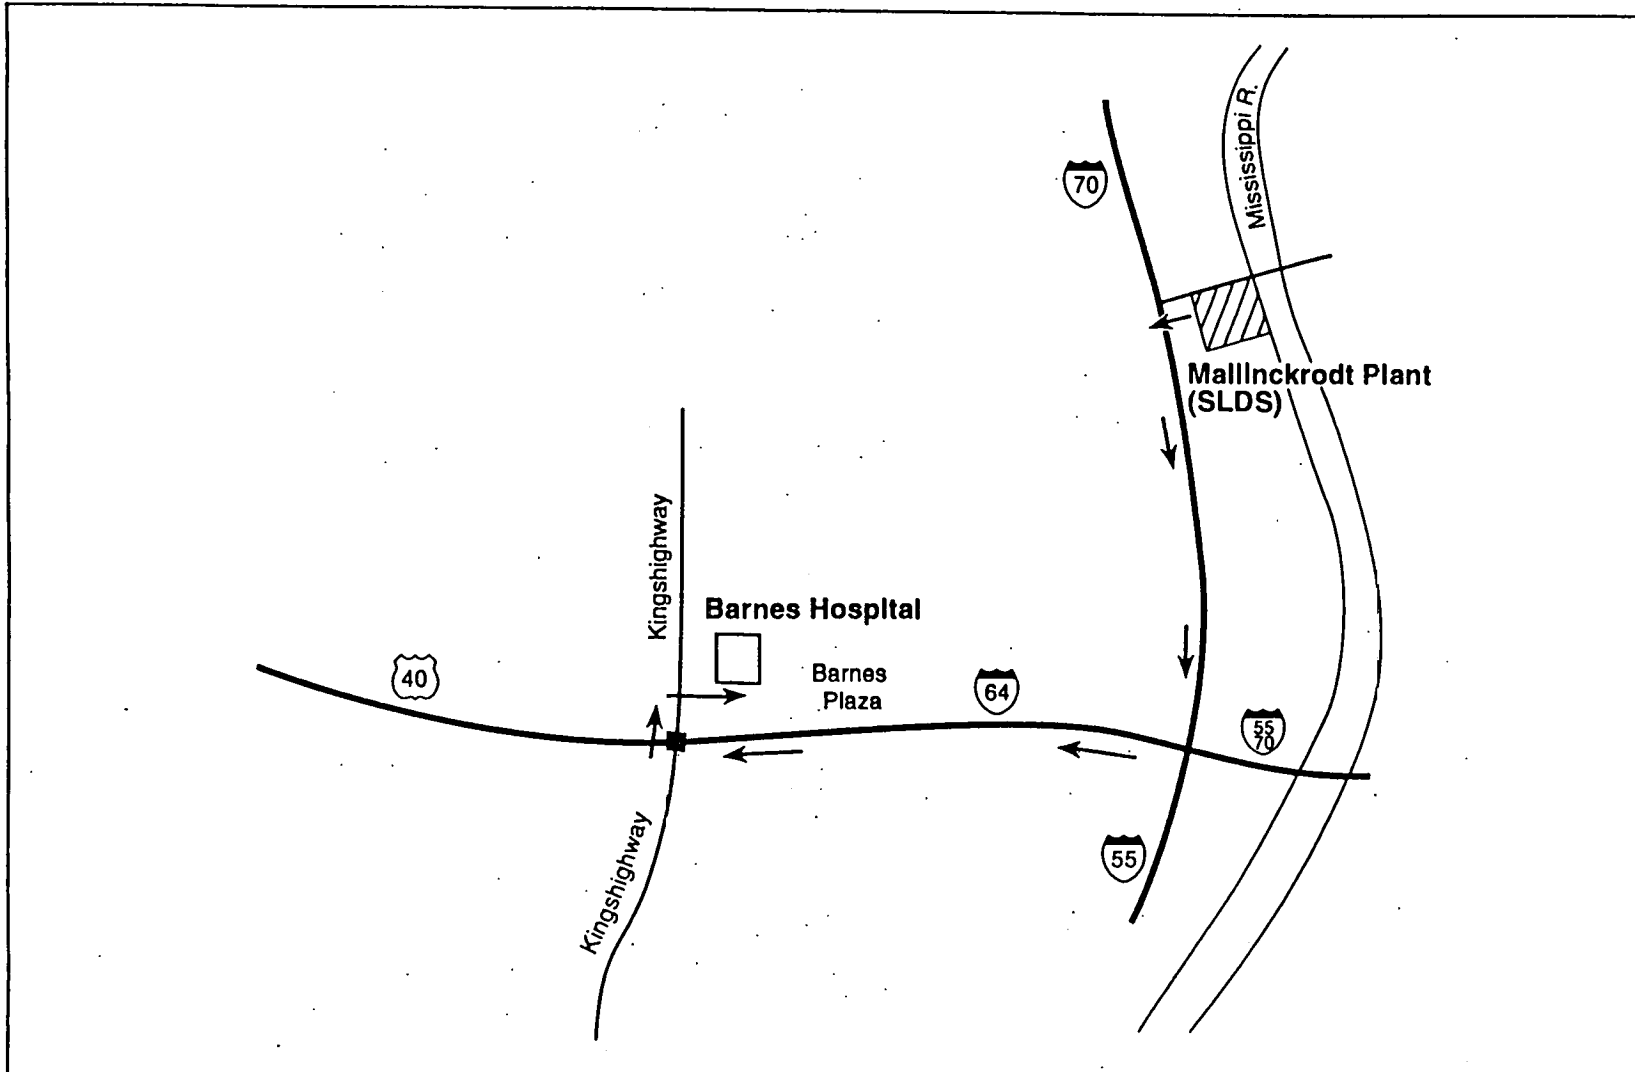 Mississippi R.
70
Mallinckrodt Plant
(SLDS)
Kingshighway
Barnes Hospital
Barnes
Plaza
40
64
55
70
55
Kingshighway